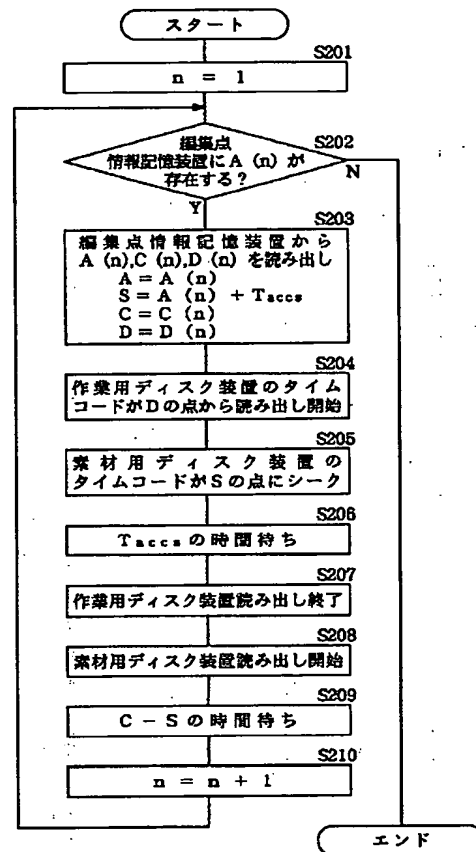 スタート
S201
n = 1
S202
編集点
情報記憶装置にA(n)が
存在する?
N
Y
S203
編集点情報記憶装置から
A(n),C(n),D(n)を読み出し
A=A(n)
S=A(n)+Taccs
C=C(n)
D=D(n)
S204
作業用ディスク装置のタイム
コードがDの点から読み出し開始
S205
素材用ディスク装置の
タイムコードがSの点にシーク
S206
Taccsの時間待ち
S207
作業用ディスク装置読み出し終了
S208
素材用ディスク装置読み出し開始
S209
C-Sの時間待ち
S210
n = n + 1
エンド